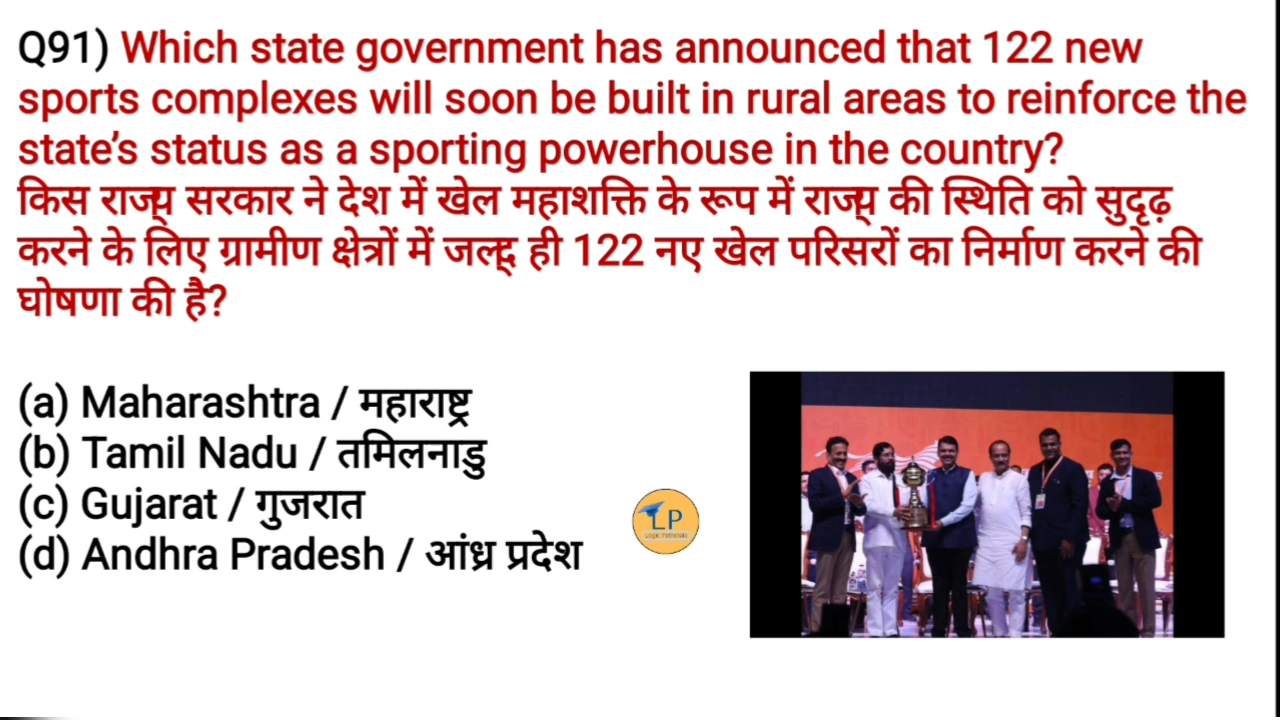 Q91) Which state government has announced that 122 new
sports complexes will soon be built in rural areas to reinforce the
state’s status as a sporting powerhouse in the country?
किस राज्य सरकार ने देश में खेल महाशक्ति के रूप में राज्य की स्थिति को सुदृढ़
करने के लिए ग्रामीण क्षेत्रों में जल्द ही 122 नए खेल परिसरों का निर्माण करने की
घोषणा की है?
(a) Maharashtra / महाराष्ट्र
(b) Tamil Nadu / तमिलनाडु
(c) Gujarat / गुजरात
(d) Andhra Pradesh / आंध्र प्रदेश
LP